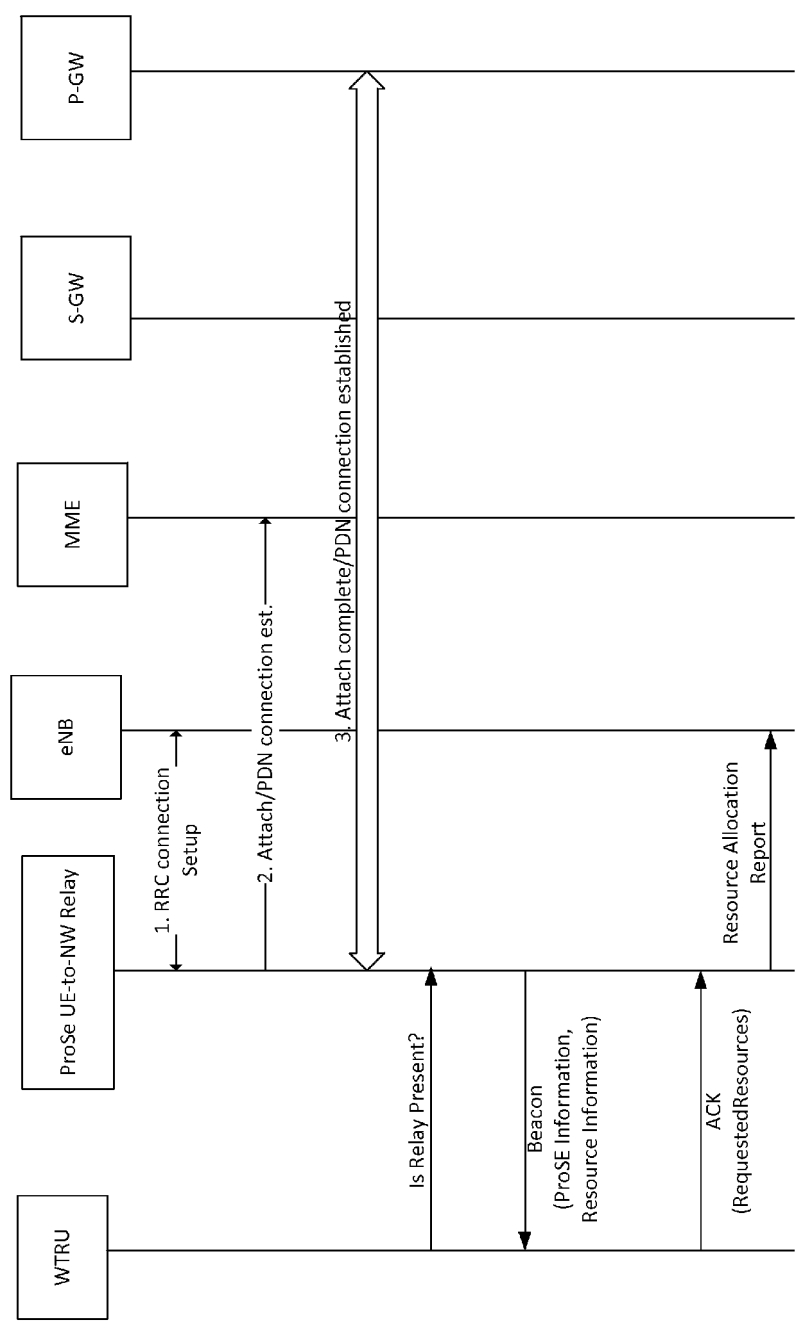 WTRU
ProSe UE-to-NW Relay
eNB
MME
S-GW
P-GW
1. RRC connection
Setup
2. Attach/PDN connection est.
3. Attach complete/PDN connection established
Is Relay Present?
Beacon
(ProSE Information,
Resource Information)
ACK
(RequestedResources)
Resource Allocation
Report